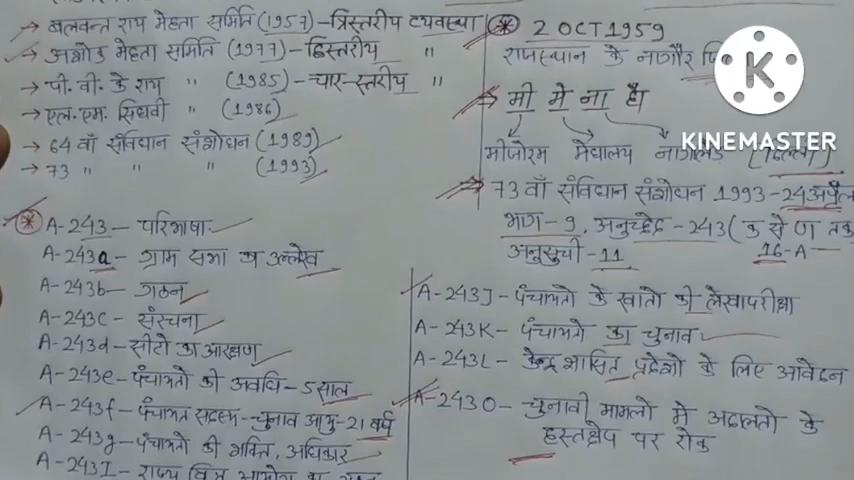 → बलवन्त राय मेहता समिति (1957) - त्रिस्तरीय व्यवस्था
→ अशोक मेहता समिति (1977) - द्विस्तरीय "
→ पी. वी. के राय " (1985) - चार-स्तरीय "
→ एल. एम. सिंघवी " (1986)
→ 64 वाँ संविधान संशोधन (1989)
→ 73 " " " (1993)
* A-243 - परिभाषा
A-243a - ग्राम सभा का उल्लेख
A-243b - गठन
A-243c - संरचना
A-243d - सीटो का आरक्षण
A-243e - पंचायतो की अवधि - 5 साल
A-243f - पंचायत सदस्य - चुनाव आयु - 21 वर्ष
A-243g - पंचायतो की शक्ति, अधिकार
A-243I - राज्य वित्त आयोग का
* 2 OCT 1959
राजस्थान के नागौर
→ मी मे ना है
मीजोरम मेघालय नागालैंड (दिल्ली)
→ 73 वाँ संविधान संशोधन 1993 - 24 अप्रैल
भाग - 9, अनुच्छेद - 243 (क से ण तक
अनुसूची - 11 16-A
A-243J - पंचायतो के खातो की लेखापरीक्षा
A-243K - पंचायतो का चुनाव
A-243L - केन्द्र शासित प्रदेशो के लिए आवेदन
A-243O - चुनावी मामलो मे अदालतो के
हस्तक्षेप पर रोक
KINEMASTER